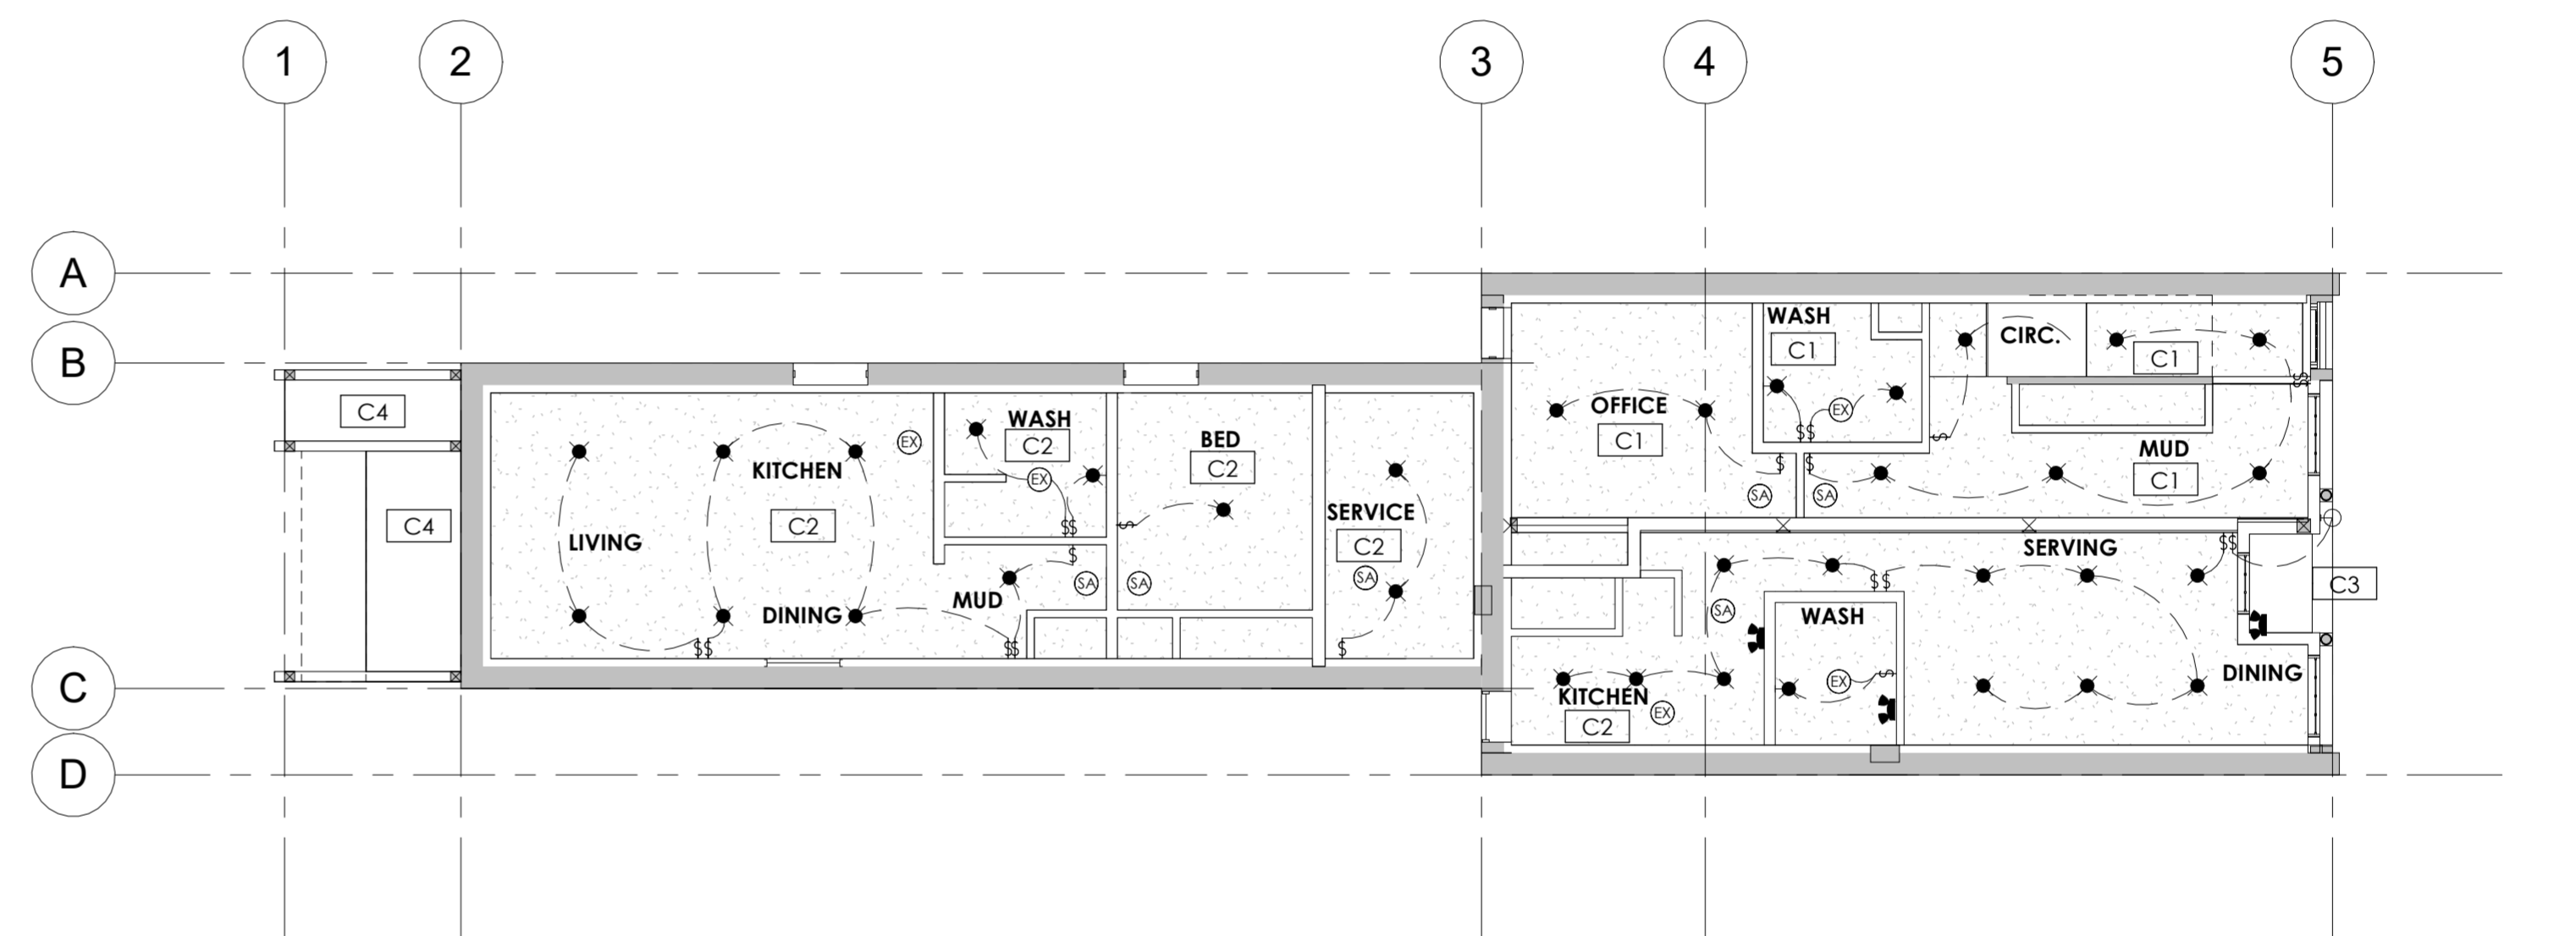 1
2
3
4
5
A
B
C
D
C4
C4
LIVING
KITCHEN
C2
DINING
EX
WASH
C2
EX
$$
$
MUD
SA
$$
$$
BED
C2
$
SA
SERVICE
C2
SA
$
OFFICE
C1
$
SA
WASH
C1
EX
$$
$
SA
$
CIRC.
C1
$$
MUD
C1
SERVING
$$
C3
SA
$$
WASH
EX
$
KITCHEN
C2
EX
DINING